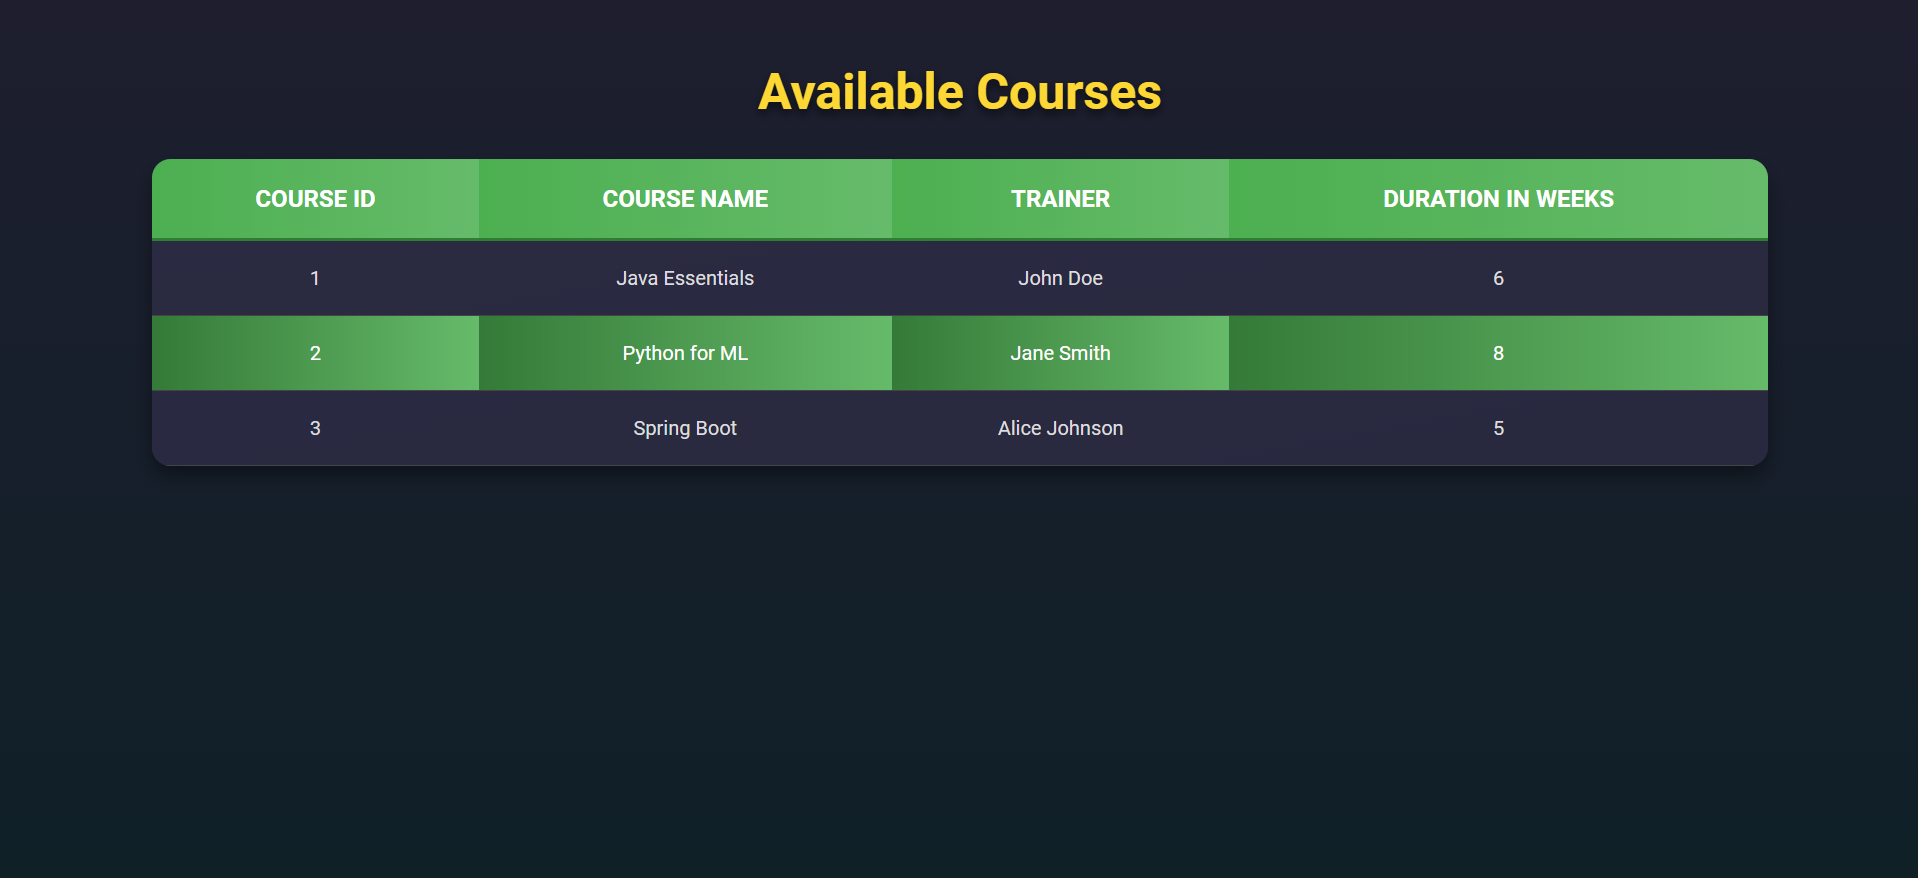 Available Courses
COURSE ID COURSE NAME TRAINER DURATION IN WEEKS
1 Java Essentials John Doe 6
2 Python for ML Jane Smith 8
3 Spring Boot Alice Johnson 5